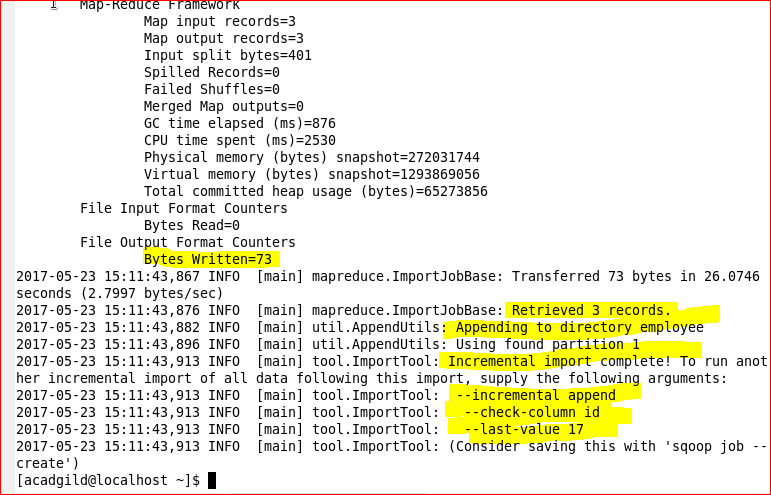 Map-Reduce Framework
Map input records=3
Map output records=3
Input split bytes=401
Spilled Records=0
Failed Shuffles=0
Merged Map outputs=0
GC time elapsed (ms)=876
CPU time spent (ms)=2530
Physical memory (bytes) snapshot=272031744
Virtual memory (bytes) snapshot=1293869056
Total committed heap usage (bytes)=65273856
File Input Format Counters
Bytes Read=0
File Output Format Counters
Bytes Written=73
2017-05-23 15:11:43,867 INFO  [main] mapreduce.ImportJobBase: Transferred 73 bytes in 26.0746
seconds (2.7997 bytes/sec)
2017-05-23 15:11:43,876 INFO  [main] mapreduce.ImportJobBase: Retrieved 3 records.
2017-05-23 15:11:43,882 INFO  [main] util.AppendUtils: Appending to directory employee
2017-05-23 15:11:43,896 INFO  [main] util.AppendUtils: Using found partition 1
2017-05-23 15:11:43,913 INFO  [main] tool.ImportTool: Incremental import complete! To run anot
her incremental import of all data following this import, supply the following arguments:
2017-05-23 15:11:43,913 INFO  [main] tool.ImportTool:  --incremental append
2017-05-23 15:11:43,913 INFO  [main] tool.ImportTool:   --check-column id
2017-05-23 15:11:43,913 INFO  [main] tool.ImportTool:   --last-value 17
2017-05-23 15:11:43,913 INFO  [main] tool.ImportTool: (Consider saving this with 'sqoop job --
create')
[acadgild@localhost ~]$